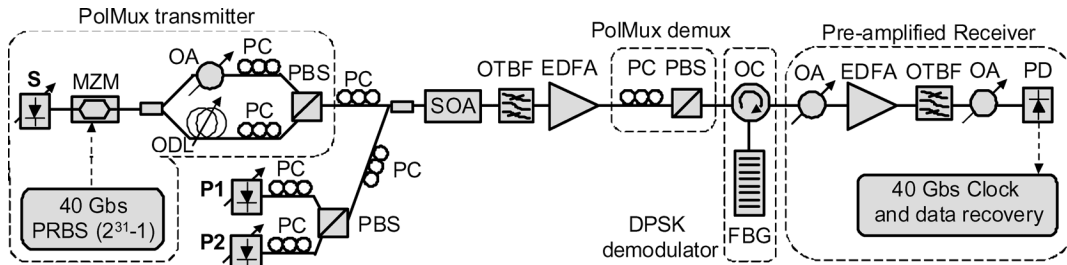 PolMux transmitter
PolMux demux
Pre-amplified Receiver
S
MZM
OA
PC
PBS
PC
OTBF
EDFA
PC
PBS
OC
OA
EDFA
OTBF
OA
PD
SOA
ODL
PC
PC
40 Gbs
PRBS (2³¹-1)
P1
PC
P2
PC
PBS
DPSK
demodulator
FBG
40 Gbs Clock
and data recovery